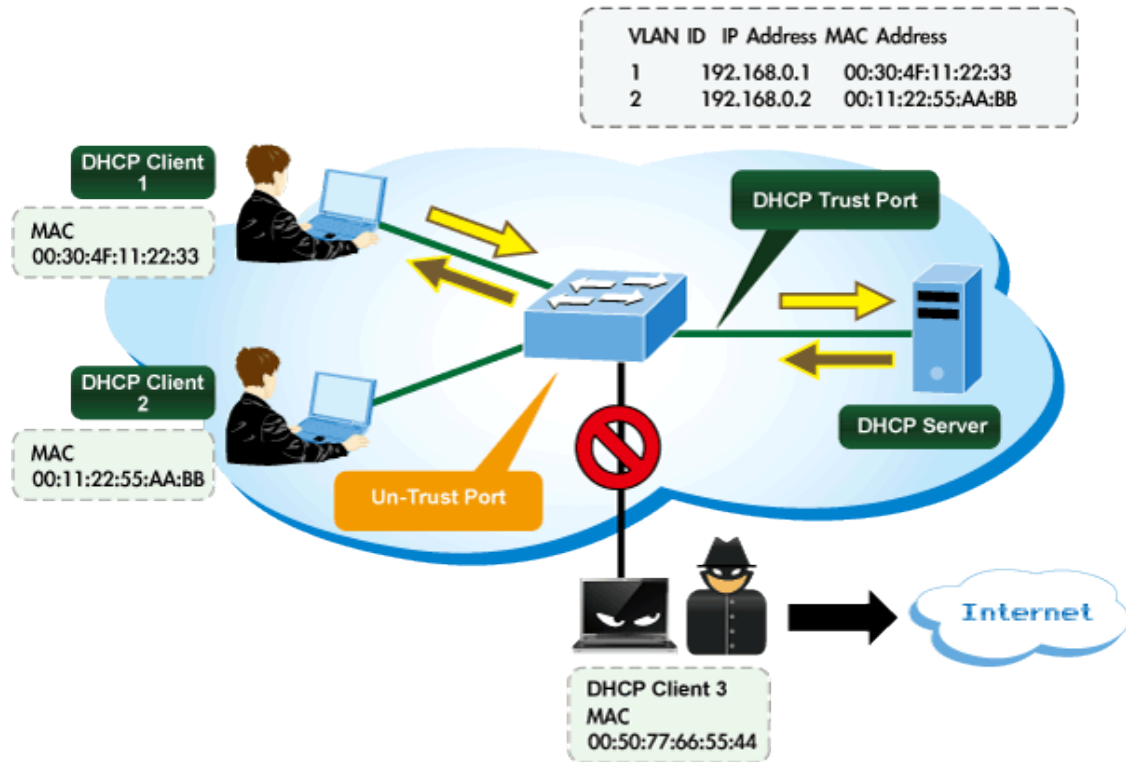 VLAN ID IP Address MAC Address
1 192.168.0.1 00:30:4F:11:22:33
2 192.168.0.2 00:11:22:55:AA:BB
DHCP Client
1
MAC
00:30:4F:11:22:33
DHCP Trust Port
DHCP Client
2
MAC
00:11:22:55:AA:BB
DHCP Server
Un-Trust Port
Internet
DHCP Client 3
MAC
00:50:77:66:55:44